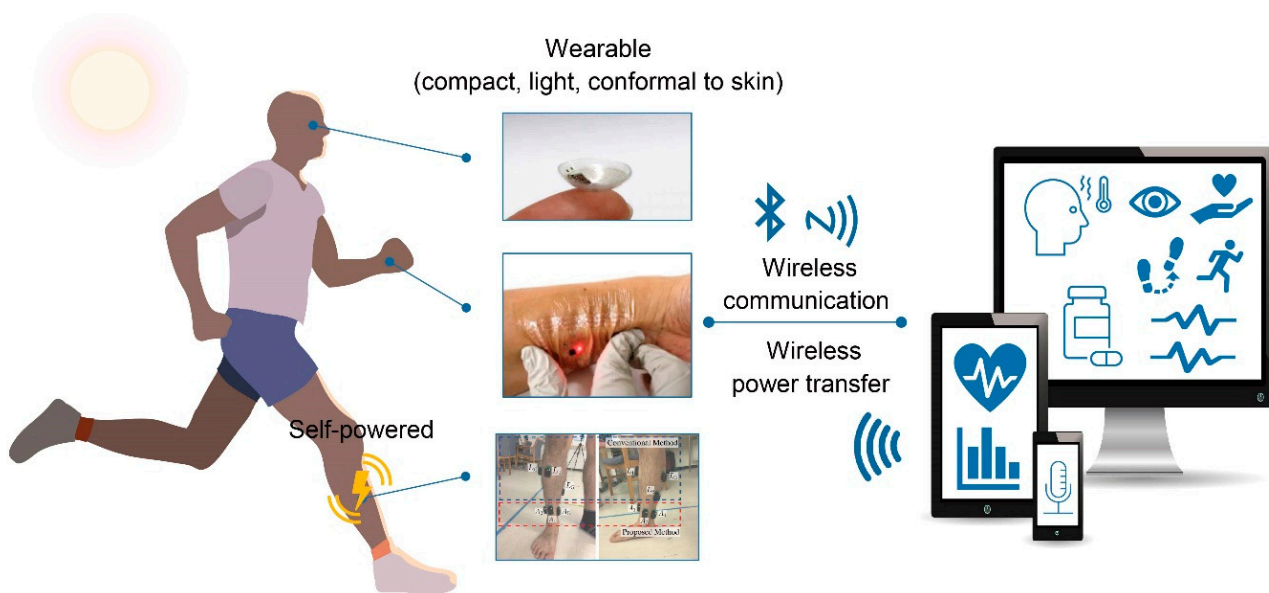 Wearable
(compact, light, conformal to skin)
Wireless
communication
Wireless
power transfer
Self-powered
Conventional Method
Proposed Method